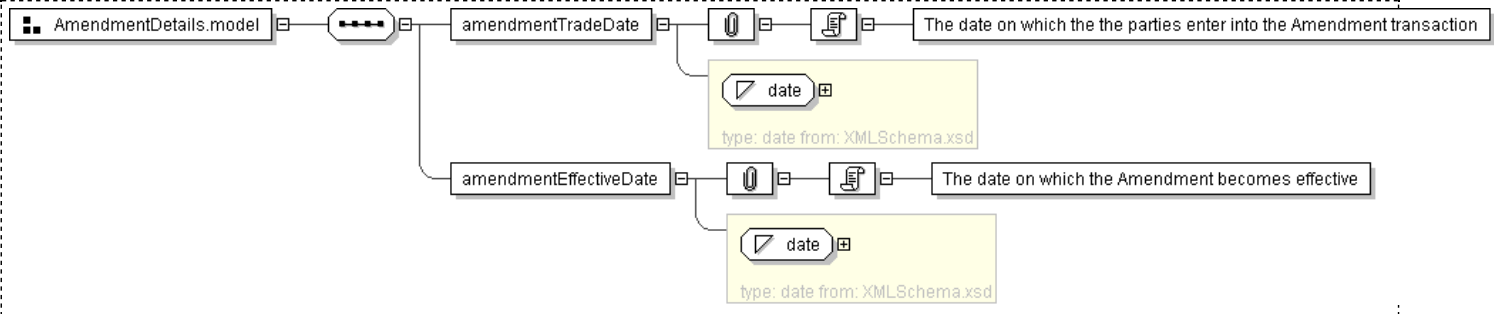 AmendmentDetails.model
amendmentTradeDate
The date on which the the parties enter into the Amendment transaction
date
type: date from: XMLSchema.xsd
amendmentEffectiveDate
The date on which the Amendment becomes effective
date
type: date from: XMLSchema.xsd